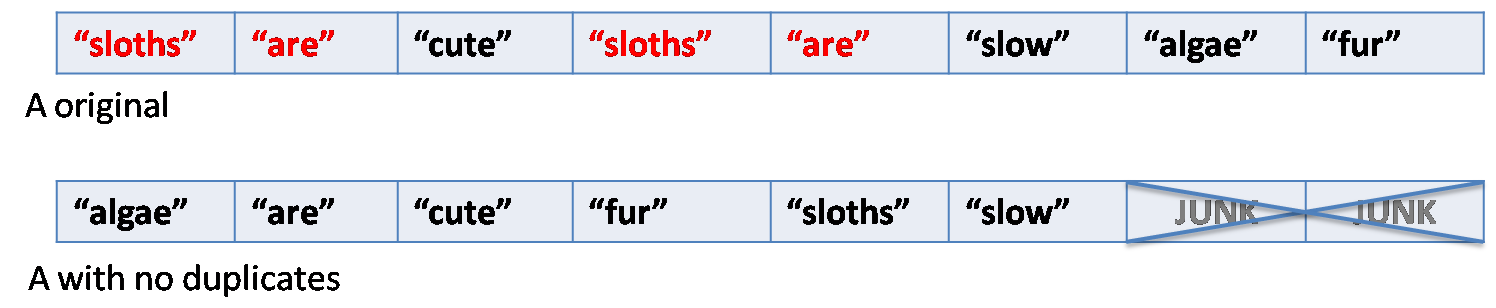 “sloths” “are” “cute” “sloths” “are” “slow” “algae” “fur”
A original
“algae” “are” “cute” “fur” “sloths” “slow” JUNK JUNK
A with no duplicates